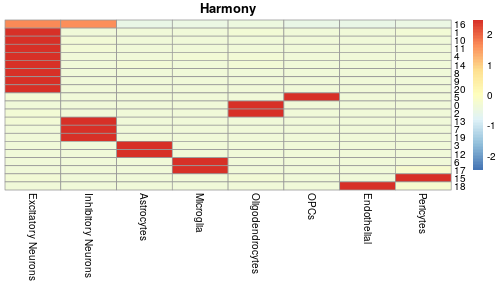 Harmony
16
1
10
11
4
14
8
9
20
5
0
2
13
7
19
3
12
6
17
15
18
2
1
0
-1
-2
Excitatory Neurons
Inhibitory Neurons
Astrocytes
Microglia
Oligodendrocytes
OPCs
Endothelial
Pericytes